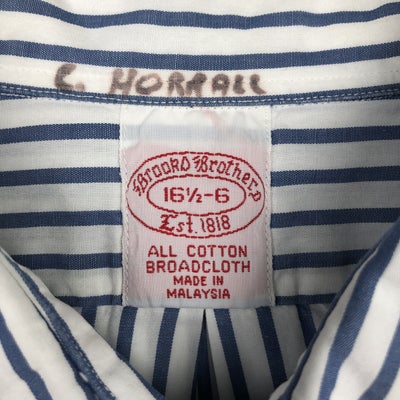 C. HORRALL
Brooks Brothers
16½-6
Est. 1818
ALL COTTON
BROADCLOTH
MADE IN
MALAYSIA